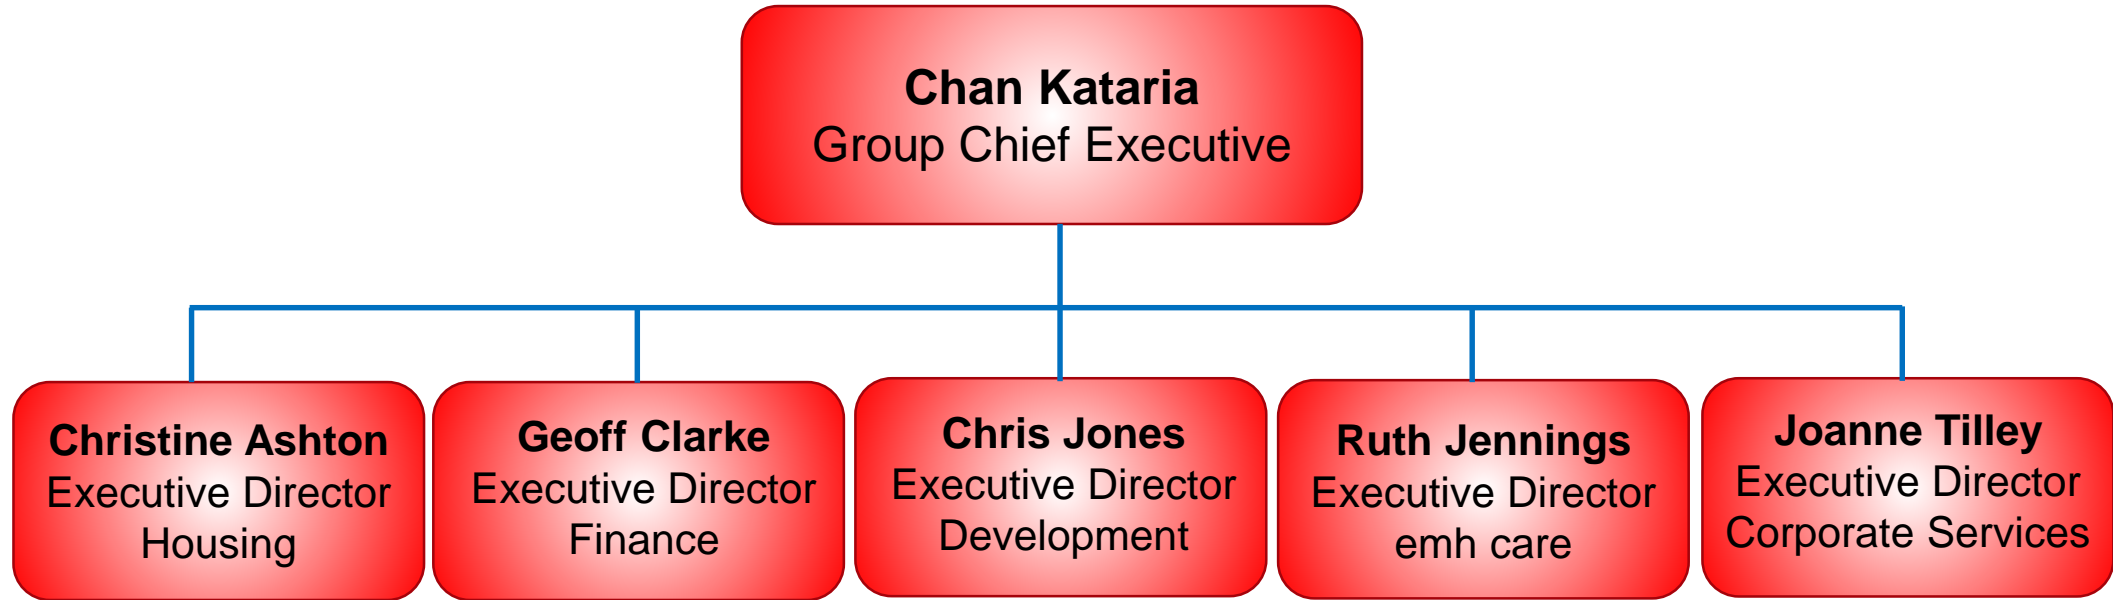 Chan Kataria
Group Chief Executive
Christine Ashton
Executive Director
Housing
Geoff Clarke
Executive Director
Finance
Chris Jones
Executive Director
Development
Ruth Jennings
Executive Director
emh care
Joanne Tilley
Executive Director
Corporate Services